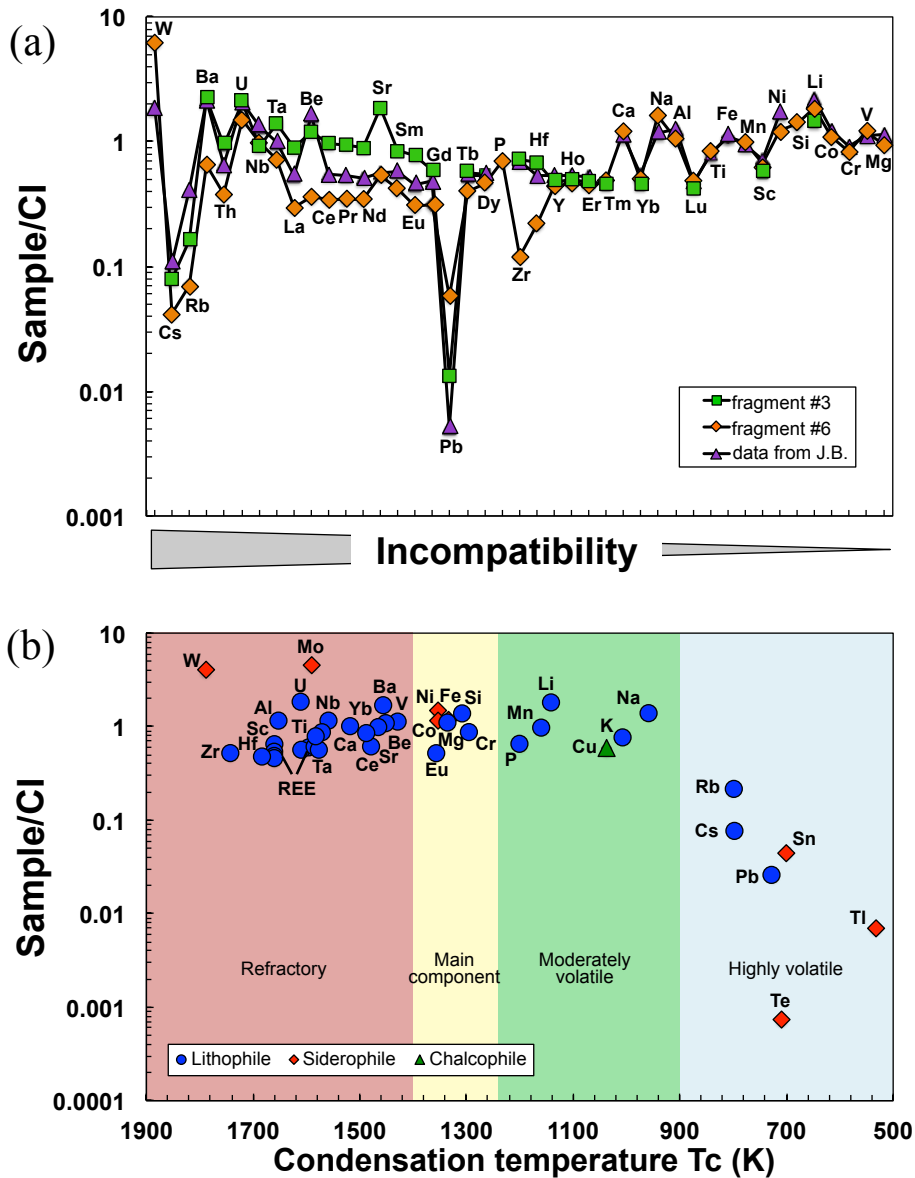 (a)
Sample/CI
10
1
0.1
0.01
0.001
W
Cs
Rb
Ba
Th
U
Nb
Ta
La
Be
Ce
Pr
Nd
Sr
Sm
Eu
Gd
Pb
Tb
Dy
P
Zr
Hf
Y
Ho
Er
Tm
Ca
Yb
Na
Al
Lu
Ti
Fe
Mn
Sc
Ni
Si
Li
Co
Cr
V
Mg
fragment #3
fragment #6
data from J.B.
Incompatibility
(b)
Sample/CI
10
1
0.1
0.01
0.001
0.0001
W
Mo
U
Al
Nb
Ba
Yb
V
Sc
Ti
Zr
Hf
Ca
Be
Sr
Ce
Ta
REE
Ni
Fe
Si
Co
Mg
Cr
Eu
Li
Mn
P
Na
K
Cu
Rb
Cs
Sn
Pb
Tl
Te
Refractory
Main
component
Moderately
volatile
Highly volatile
Lithophile
Siderophile
Chalcophile
1900 1700 1500 1300 1100 900 700 500
Condensation temperature Tc (K)